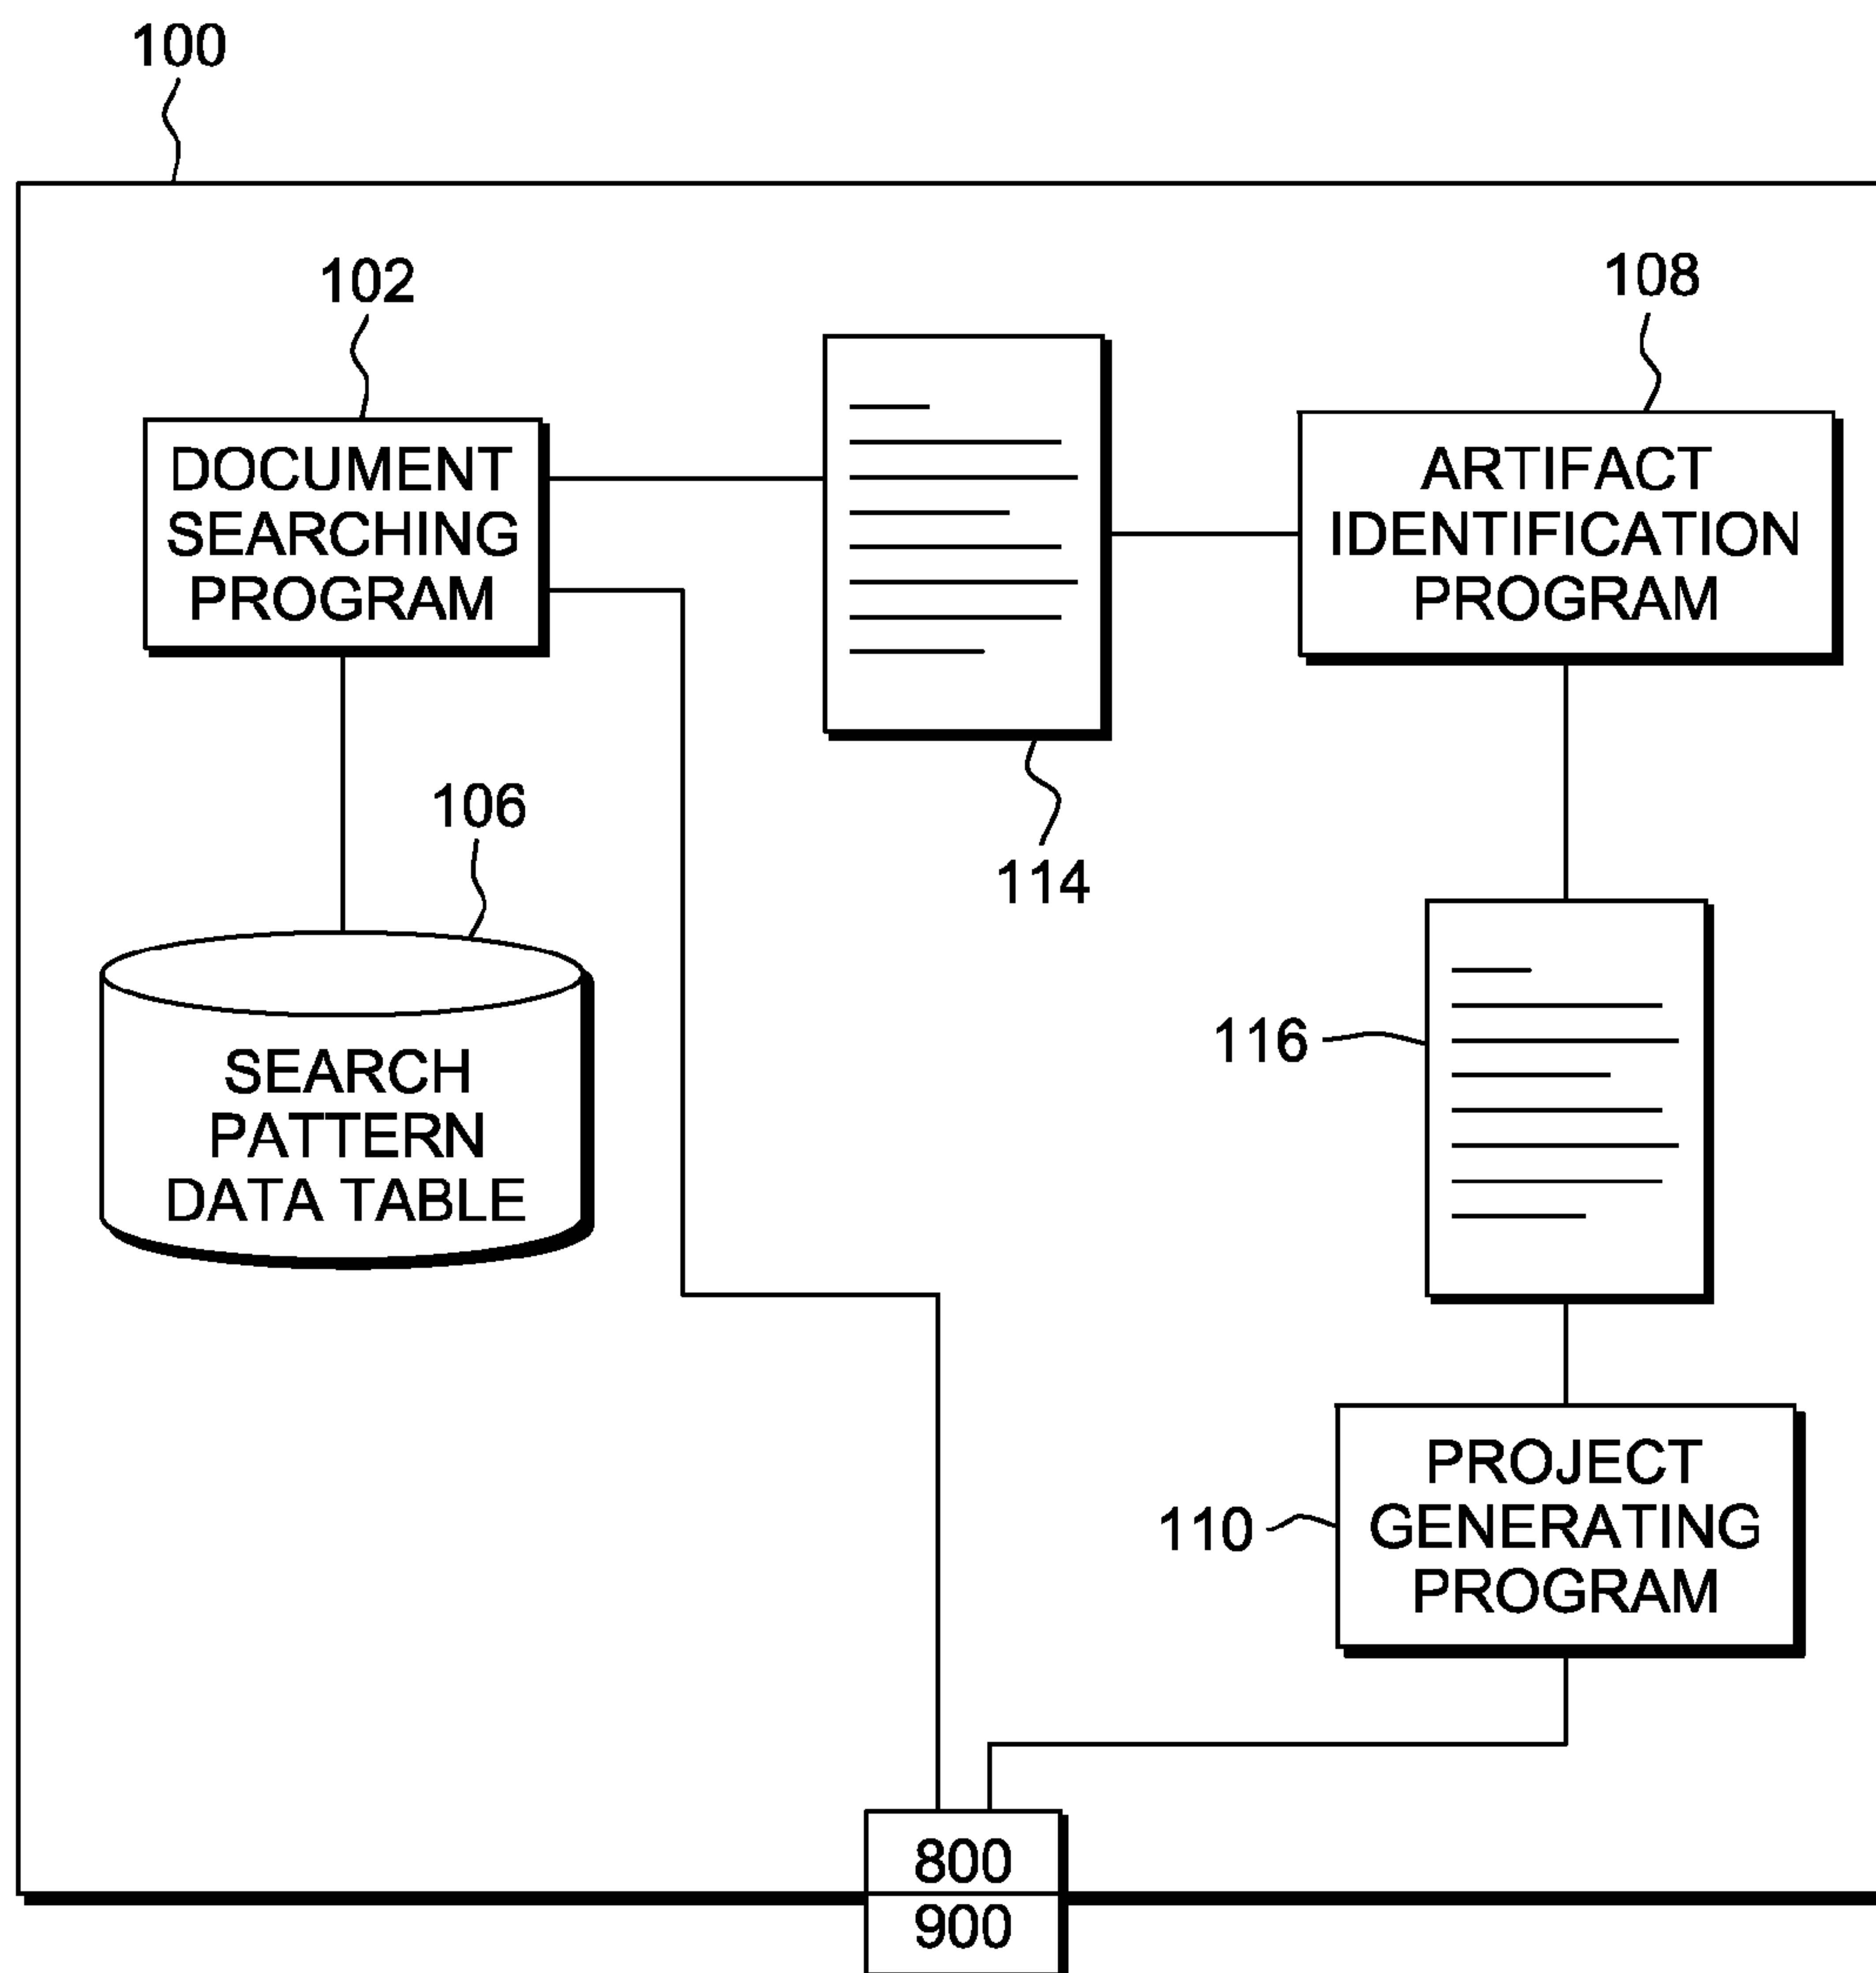 100
102
108
DOCUMENT
SEARCHING
PROGRAM
ARTIFACT
IDENTIFICATION
PROGRAM
106
114
SEARCH
PATTERN
DATA TABLE
116
110
PROJECT
GENERATING
PROGRAM
800
900